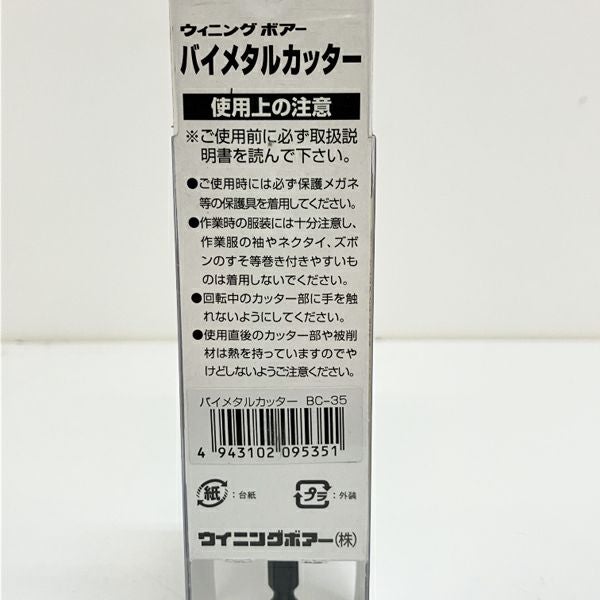 ウィニング ボアー
バイメタルカッター
使用上の注意
※ご使用前に必ず取扱説
明書を読んで下さい。
●ご使用時には必ず保護メガネ
等の保護具を着用してください。
●作業時の服装には十分注意し、
作業服の袖やネクタイ、ズボ
ンのすそ等巻き付きやすいも
のは着用しないでください。
●回転中のカッター部に手を触
れないようにしてください。
●使用直後のカッター部や被削
材は熱を持っていますのでや
けどしないようご注意ください。
バイメタルカッター BC-35
4 943102 095351
紙 : 台紙 プラ : 外装
ウイニングボアー(株)